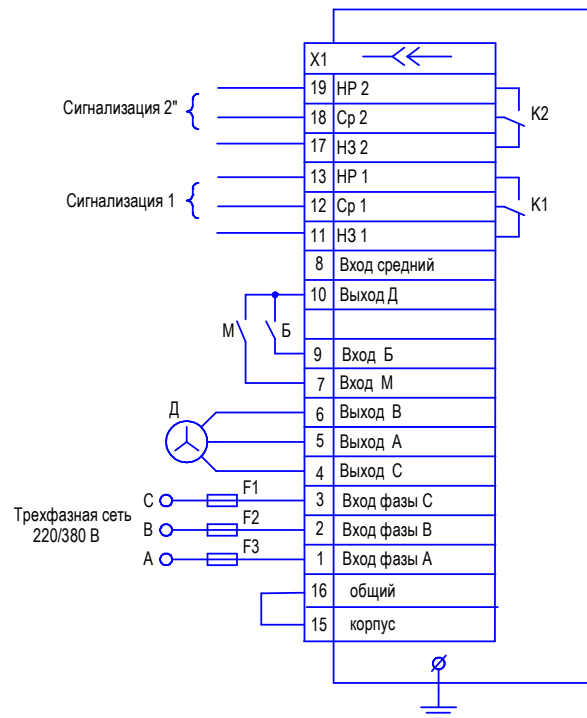 X1
19 НР 2
Сигнализация 2"
18 Ср 2
K2
17 НЗ 2
13 НР 1
Сигнализация 1
12 Ср 1
K1
11 НЗ 1
8 Вход средний
10 Выход Д
М
Б
9 Вход Б
7 Вход М
Д
6 Выход В
5 Выход А
4 Выход С
Трехфазная сеть
220/380 В
С
F1
3 Вход фазы С
В
F2
2 Вход фазы В
А
F3
1 Вход фазы А
16 общий
15 корпус